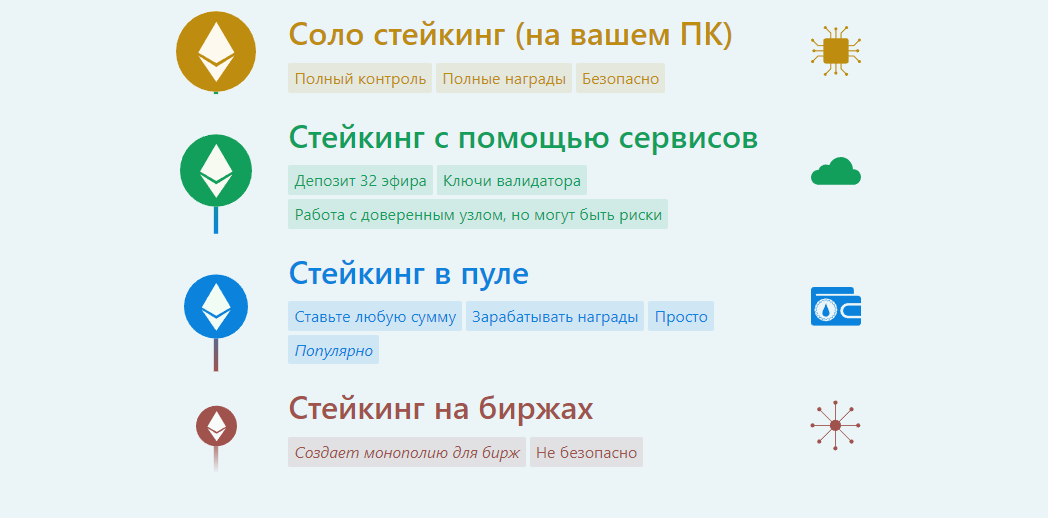 Соло стейкинг (на вашем ПК)
Полный контроль Полные награды Безопасно
Стейкинг с помощью сервисов
Депозит 32 эфира Ключи валидатора
Работа с доверенным узлом, но могут быть риски
Стейкинг в пуле
Ставьте любую сумму Зарабатывать награды Просто
Популярно
Стейкинг на биржах
Создает монополию для бирж Не безопасно